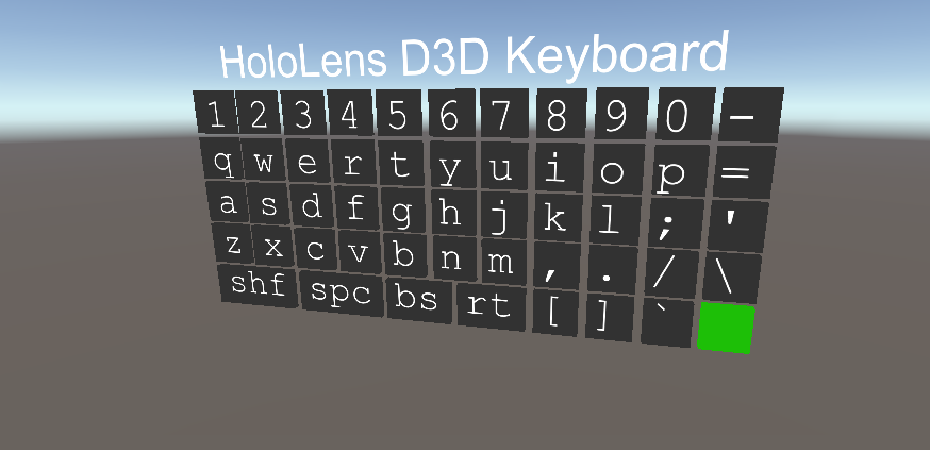 HoloLens D3D Keyboard
1 2 3 4 5 6 7 8 9 0 -
q w e r t y u i o p =
a s d f g h j k l ; '
z x c v b n m , . / \
shf spc bs rt [ ] `